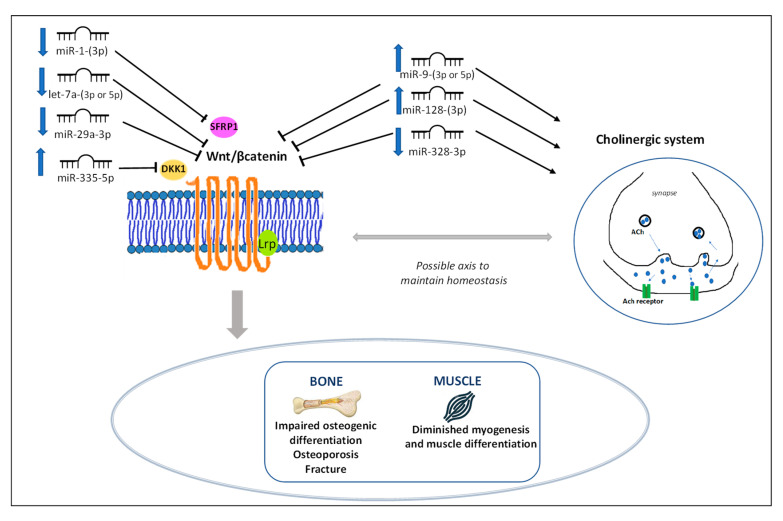 miR-1-(3p)
let-7a-(3p or 5p)
miR-29a-3p
miR-335-5p
SFRP1
DKK1
Wnt/βcatenin
Lrp
miR-9-(3p or 5p)
miR-128-(3p)
miR-328-3p
Cholinergic system
synapse
ACh
Ach receptor
Possible axis to
maintain homeostasis
BONE
Impaired osteogenic
differentiation
Osteoporosis
Fracture
MUSCLE
Diminished myogenesis
and muscle differentiation